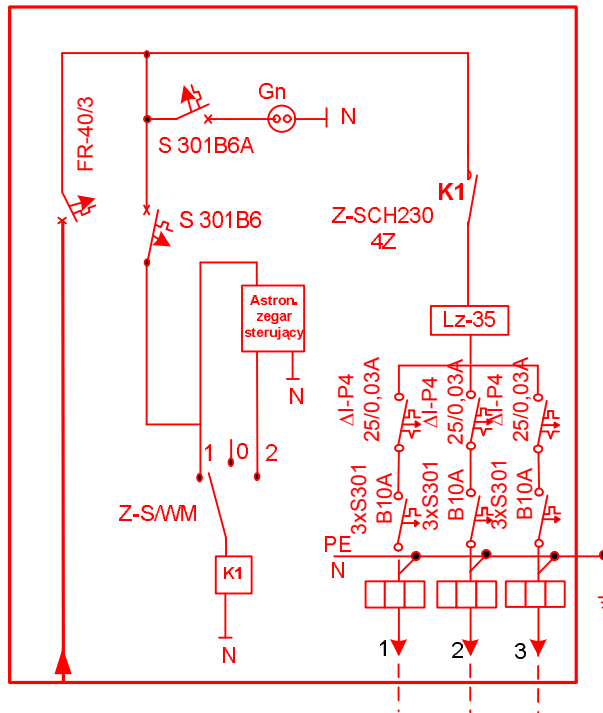 FR-40/3
Gn
N
S 301B6A
S 301B6
K1
Z-SCH230
4Z
Astron.
zegar
sterujący
N
Lz-35
ΔI-P4
25/0,03A
ΔI-P4
25/0,03A
ΔI-P4
25/0,03A
1
0
2
Z-S/WM
3xS301
B10A
3xS301
B10A
3xS301
B10A
PE
N
K1
N
1
2
3